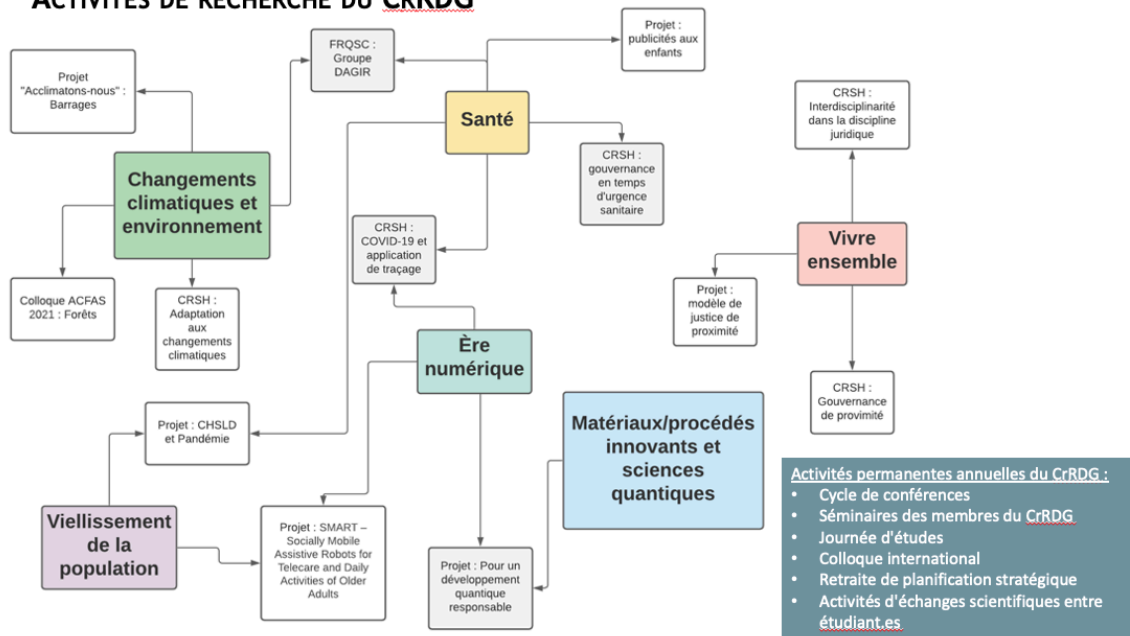 ACTIVITÉS DE RECHERCHE DU CRRDG
Projet :
publicités aux
enfants
FRQSC :
Groupe
DAGIR
Projet
"Acclimatons-nous" :
Barrages
Santé
CRSH :
Interdisciplinarité
dans la discipline
juridique
CRSH :
gouvernance
en temps
d'urgence
sanitaire
Changements
climatiques et
environnement
CRSH :
COVID-19 et
application
de traçage
Vivre
ensemble
Colloque ACFAS
2021 : Forêts
CRSH :
Adaptation
aux
changements
climatiques
Projet :
modèle de
justice de
proximité
Ère
numérique
CRSH :
Gouvernance
de provimité
Projet : CHSLD
et Pandémie
Matériaux/procédés
innovants et
sciences
quantiques
Viellissement
de la
population
Projet : SMART –
Socially Mobile
Assistive Robots for
Telecare and Daily
Activities of Older
Adults
Projet : Pour un
développement
quantique
responsable
Activités permanentes annuelles du CrRDG :
• Cycle de conférences
• Séminaires des membres du CrRDG
• Journée d'études
• Colloque international
• Retraite de planification stratégique
• Activités d'échanges scientifiques entre
étudiant.es